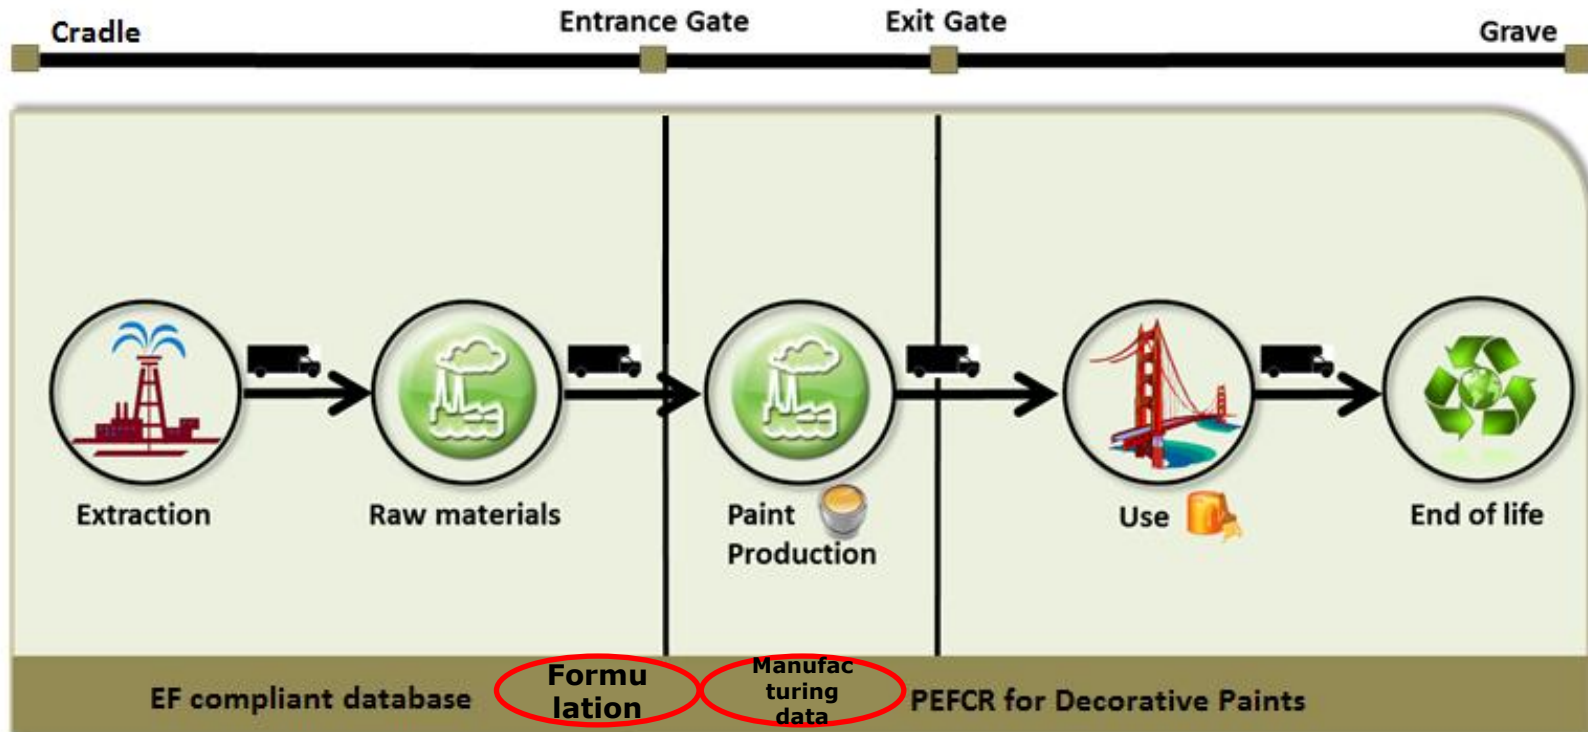 Cradle
Entrance Gate
Exit Gate
Grave
Extraction
Raw materials
Paint
Production
Use
End of life
EF compliant database
Formu
lation
Manufac
turing
data
PEFCR for Decorative Paints